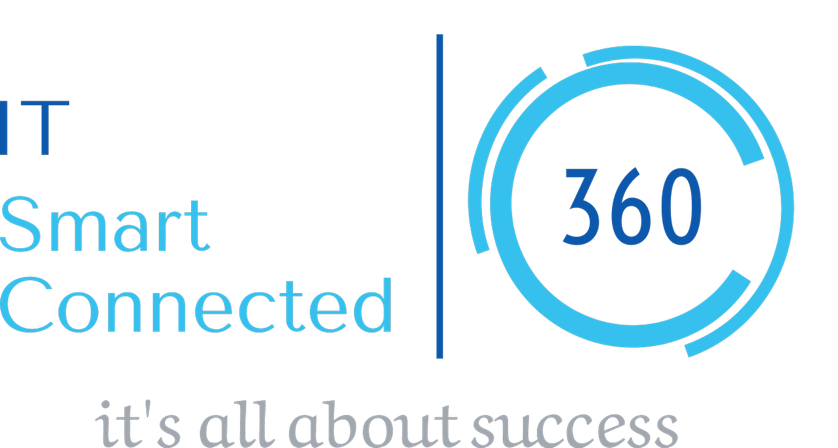 IT
Smart
Connected
360
it's all about success